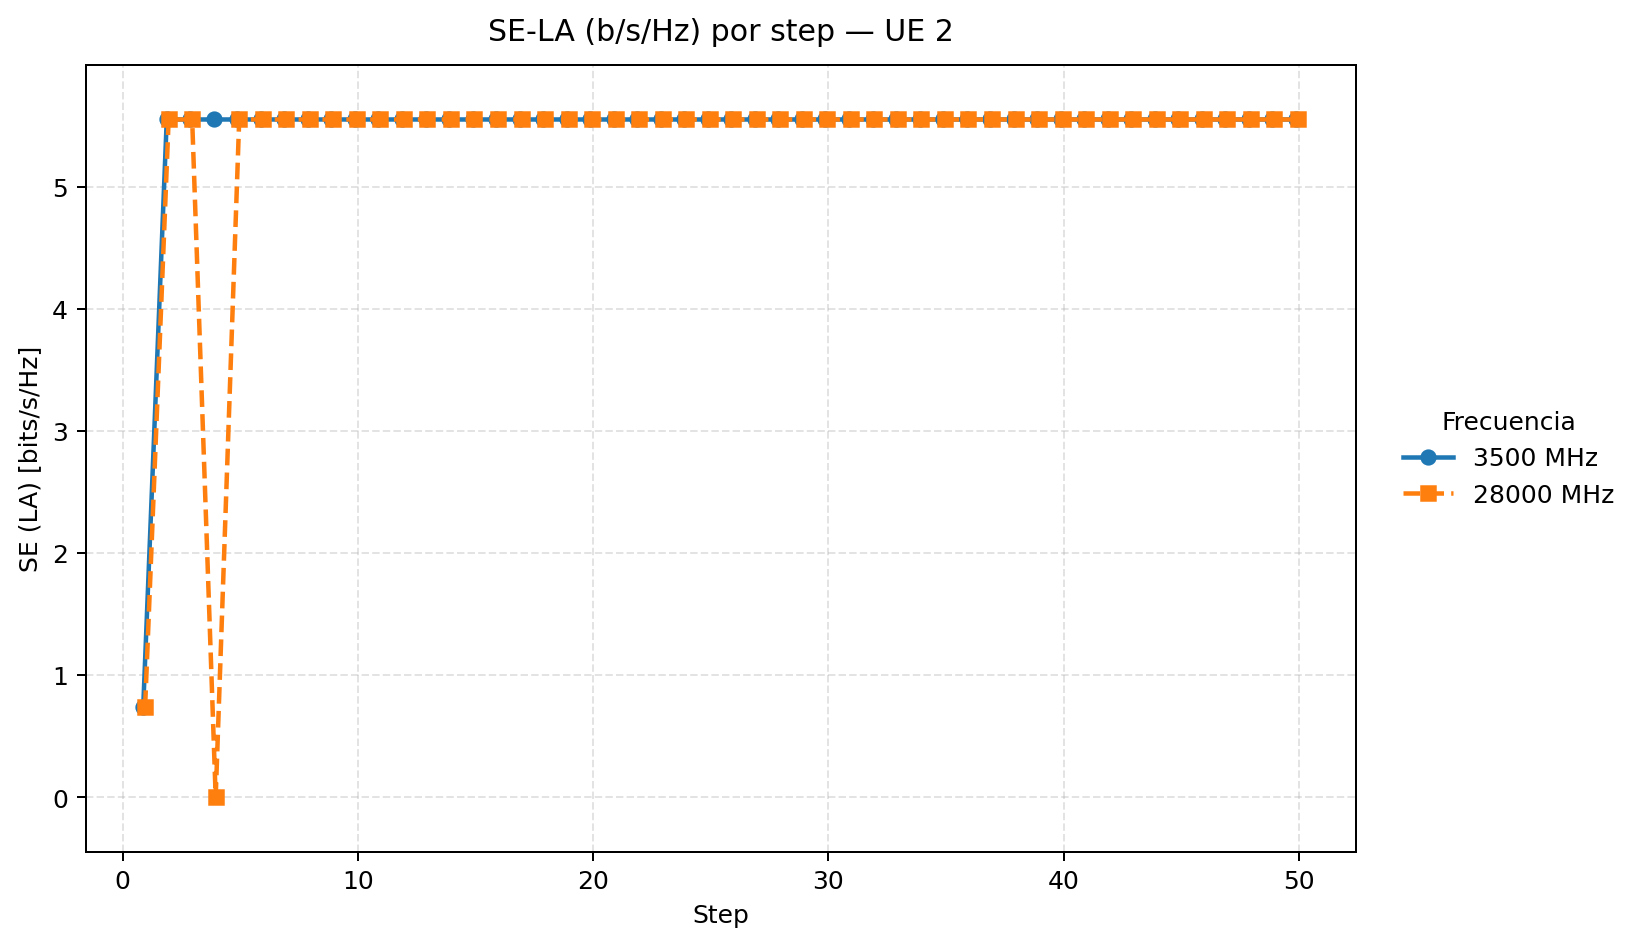 SE-LA (b/s/Hz) por step — UE 2
SE (LA) [bits/s/Hz]
5
4
3
2
1
0
0 10 20 30 40 50
Step
Frecuencia
3500 MHz
28000 MHz